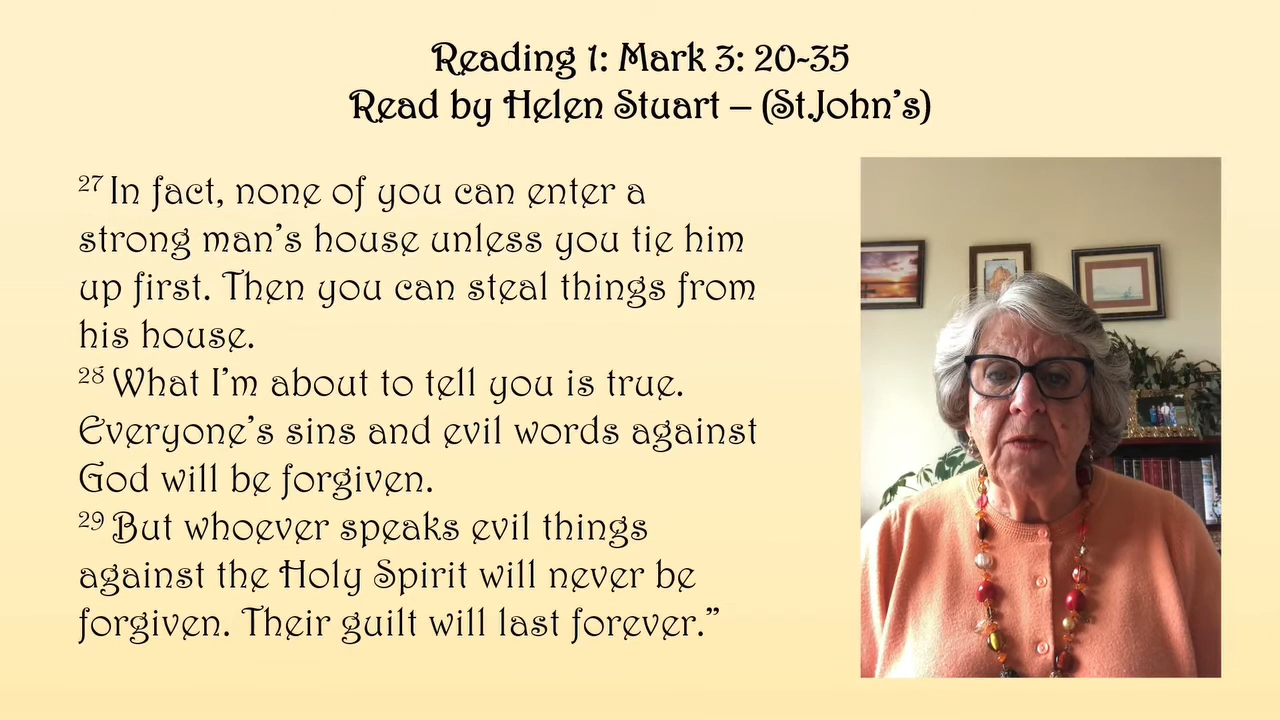 Reading 1: Mark 3: 20-35
Read by Helen Stuart – (St.John’s)
27 In fact, none of you can enter a
strong man’s house unless you tie him
up first. Then you can steal things from
his house.
28 What I’m about to tell you is true.
Everyone’s sins and evil words against
God will be forgiven.
29 But whoever speaks evil things
against the Holy Spirit will never be
forgiven. Their guilt will last forever.”